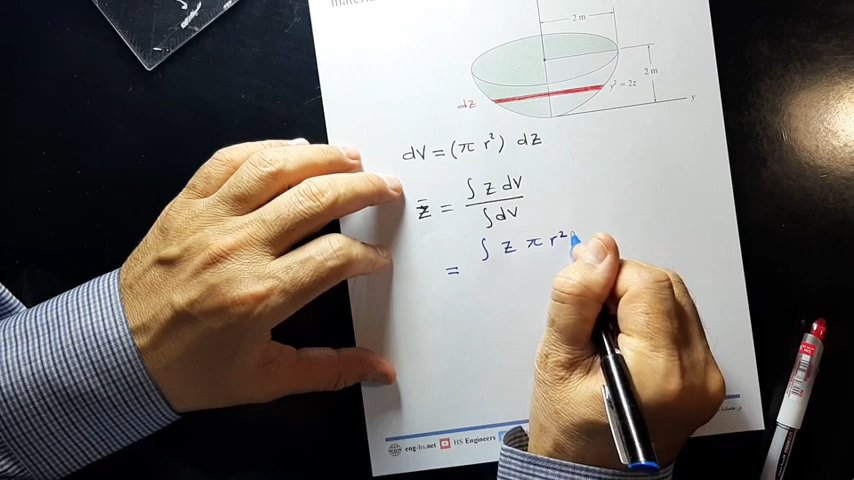 2 m
2 m
y² = 2z
dz
y
dV = (π r²) dz
z̄ = ∫ z dV / ∫ dV
= ∫ z π r²
eng-hs.net HS Engineers